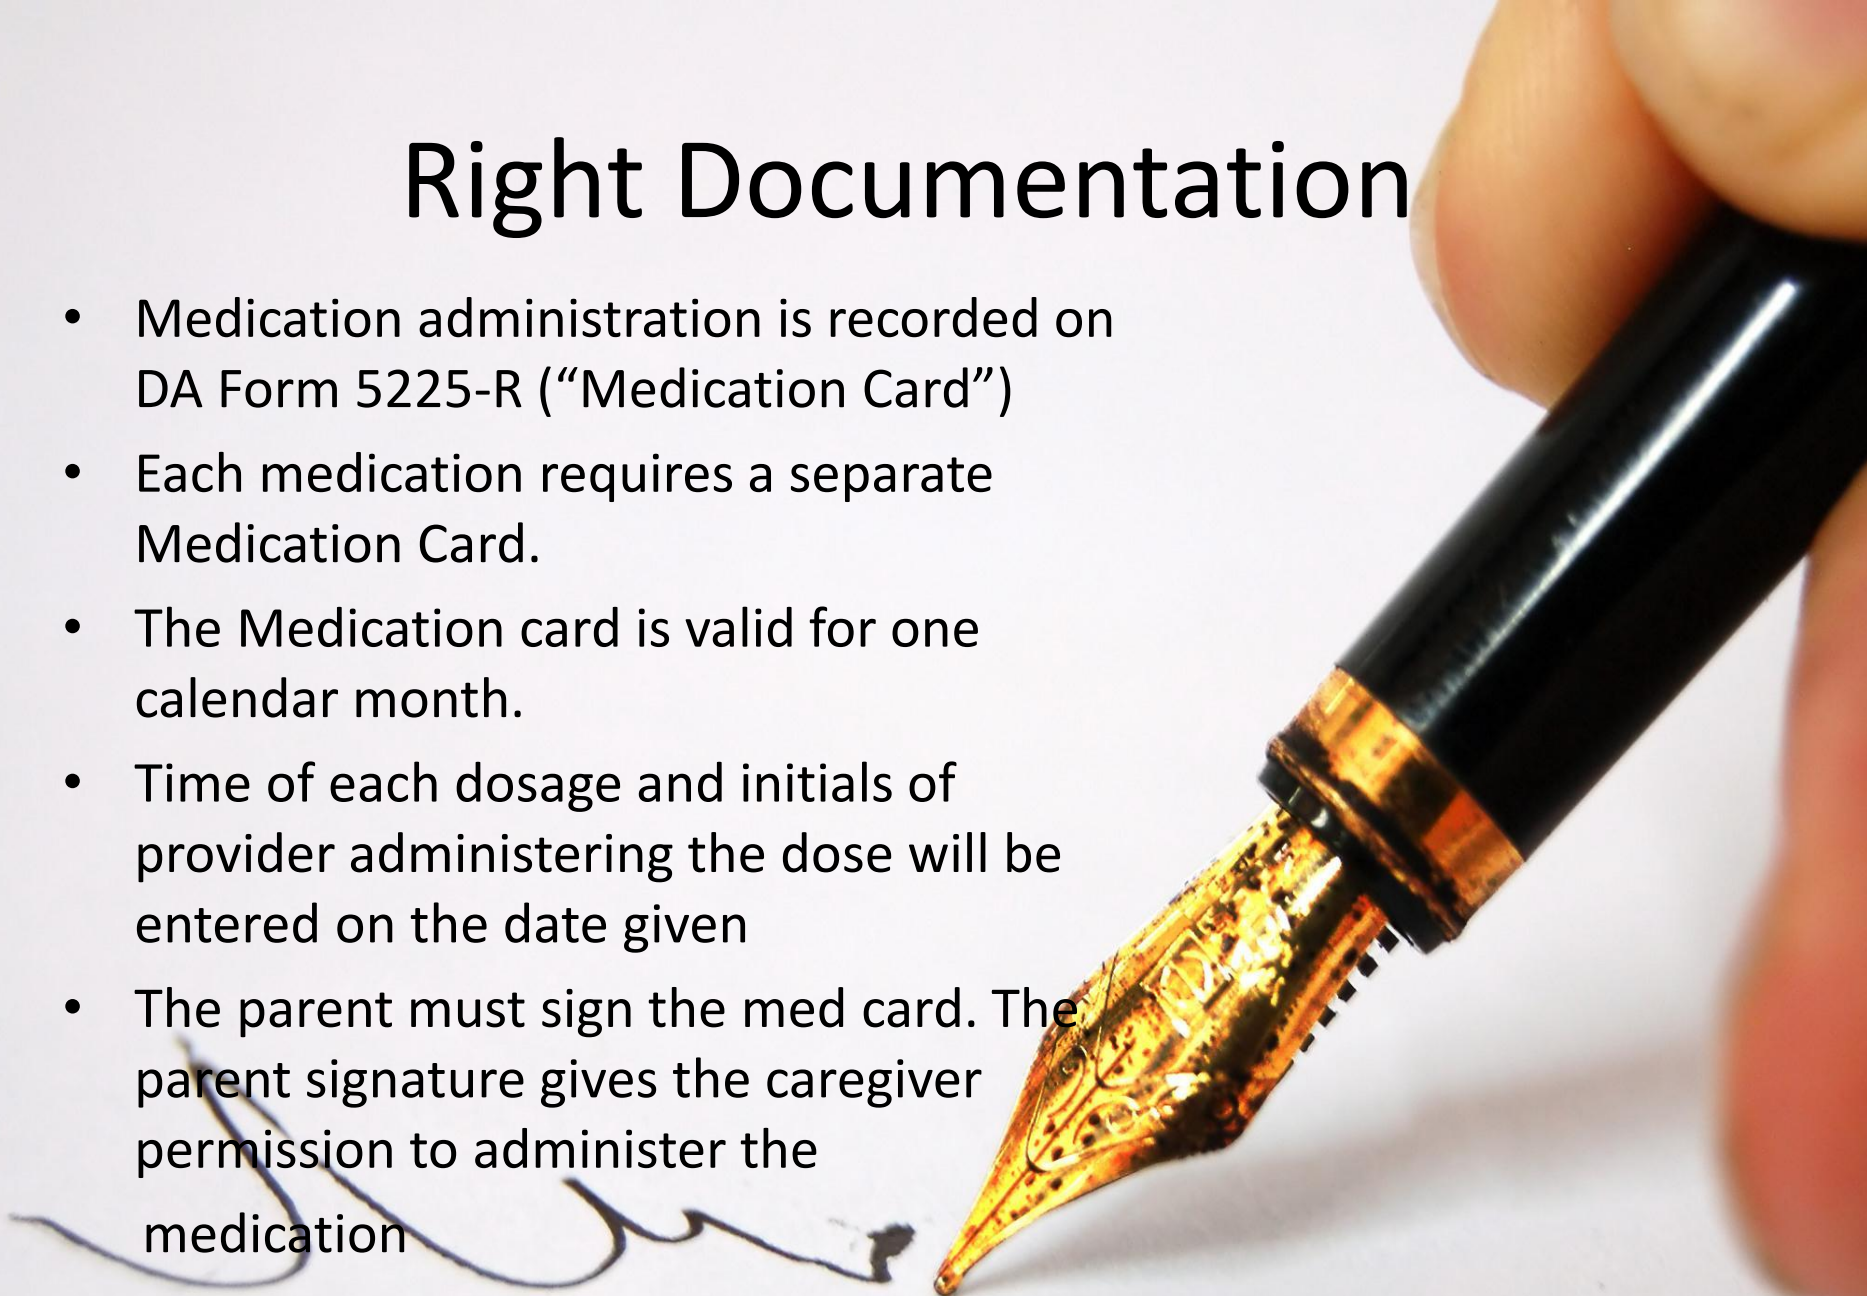 Right Documentation
• Medication administration is recorded on
DA Form 5225-R (“Medication Card”)
• Each medication requires a separate
Medication Card.
• The Medication card is valid for one
calendar month.
• Time of each dosage and initials of
provider administering the dose will be
entered on the date given
• The parent must sign the med card. The
parent signature gives the caregiver
permission to administer the
medication